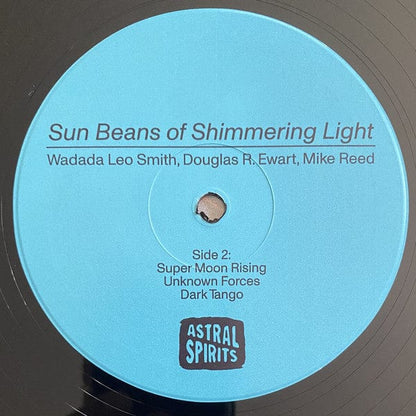 Sun Beans of Shimmering Light
Wadada Leo Smith, Douglas R. Ewart, Mike Reed
Side 2:
Super Moon Rising
Unknown Forces
Dark Tango
ASTRAL
SPIRITS